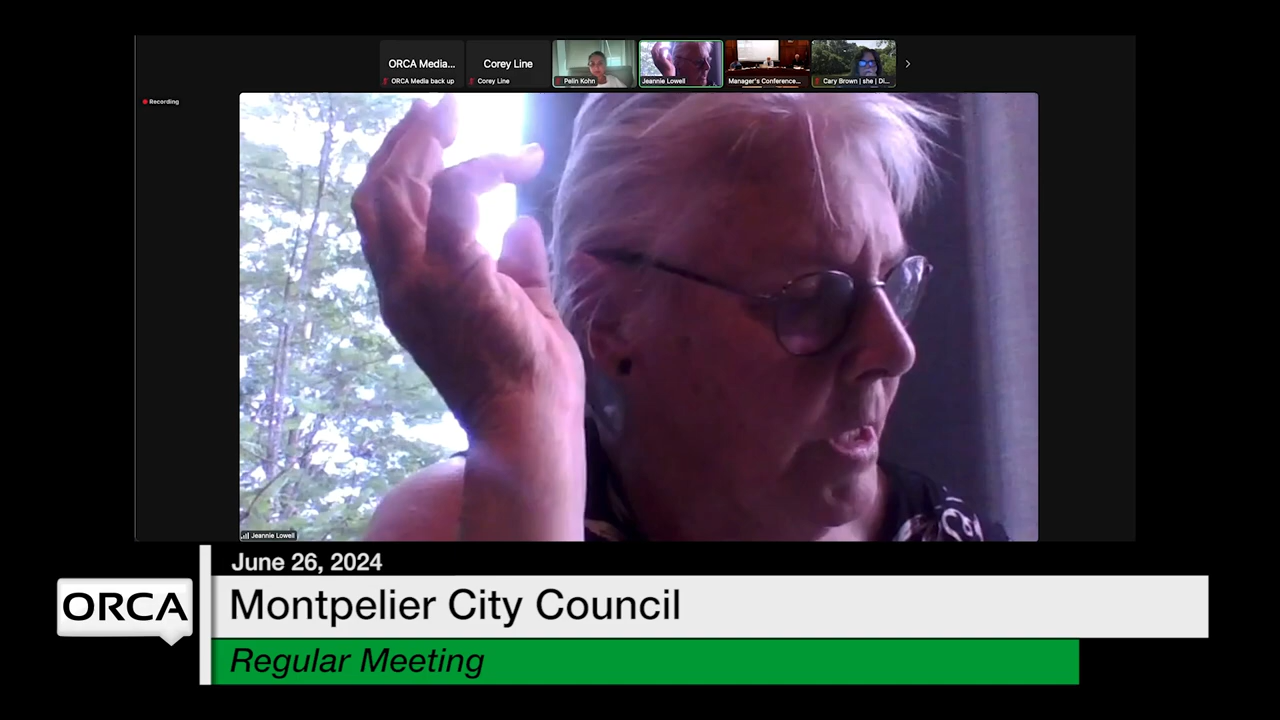 ORCA Media...
Corey Line
ORCA Media back up
Corey Line
Pelin Kohn
Jeannie Lowell
Manager's Conference...
Cary Brown | she | Di...
Recording
Jeannie Lowell
June 26, 2024
ORCA
Montpelier City Council
Regular Meeting